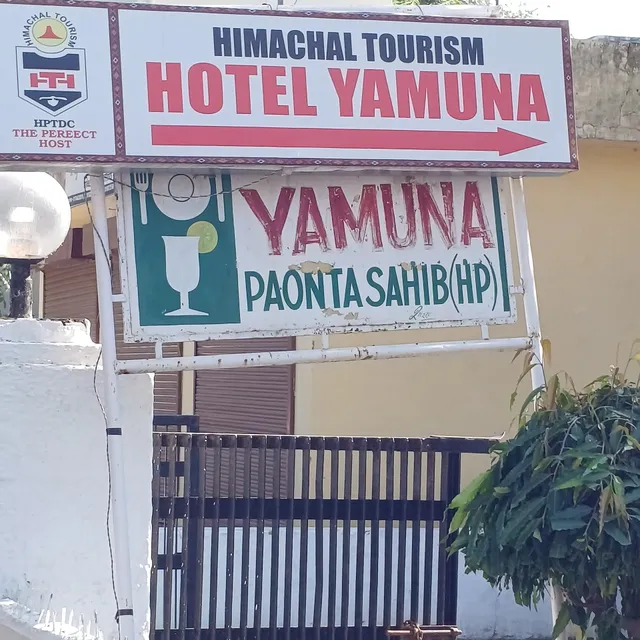 HIMACHAL TOURISM
HPTDC
THE PEREECT
HOST
HIMACHAL TOURISM
HOTEL YAMUNA
YAMUNA
PAONTA SAHIB (HP)